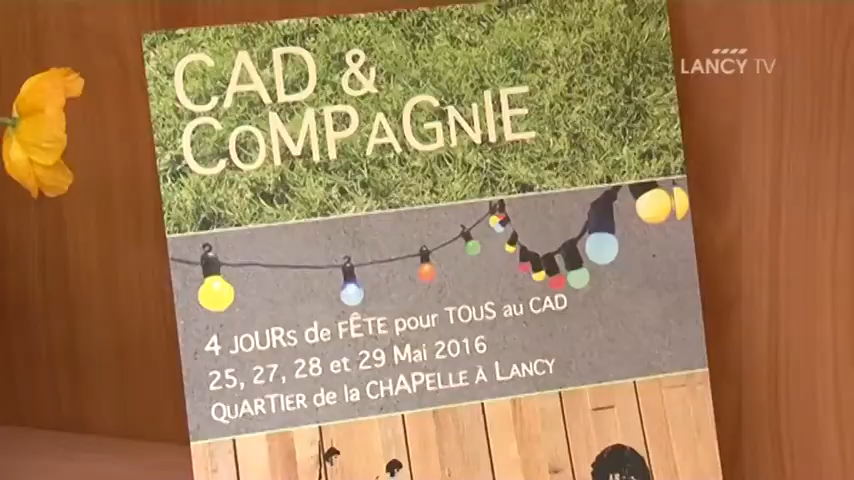 LANCY TV
CAD &
COMPAGNIE
4 JOURS de FÊTE pour TOUS au CAD
25, 27, 28 et 29 Mai 2016
QUARTIER de la CHAPELLE À LANCY